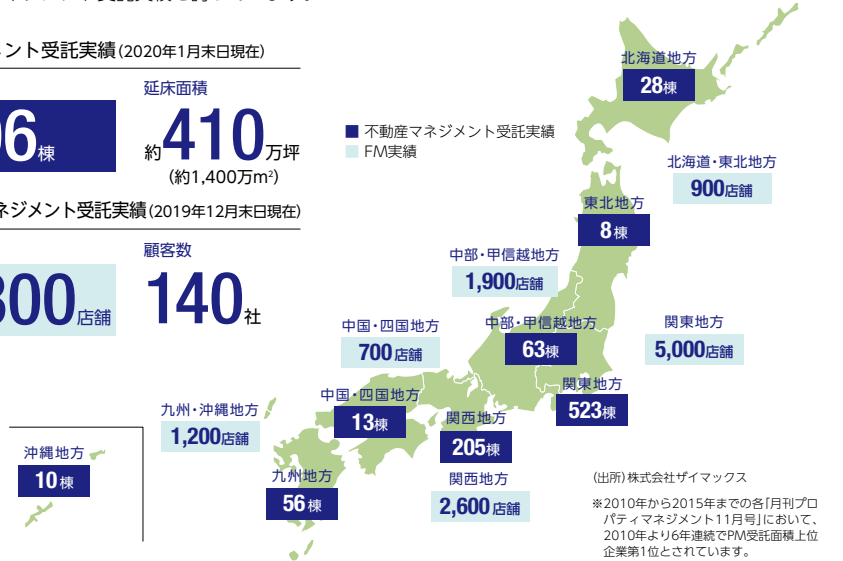 ント受託実績(2020年1月末日現在)
延床面積
6棟
約410万坪
(約1,400万m²)
ネジメント受託実績(2019年12月末日現在)
顧客数
300店舗
140社
■ 不動産マネジメント受託実績
■ FM実績
北海道地方
28棟
北海道・東北地方
900店舗
東北地方
8棟
中部・甲信越地方
1,900店舗
中国・四国地方
700店舗
中部・甲信越地方
63棟
関東地方
5,000店舗
関東地方
523棟
中国・四国地方
13棟
九州・沖縄地方
1,200店舗
関西地方
205棟
沖縄地方
10棟
九州地方
56棟
関西地方
2,600店舗
(出所)株式会社ザイマックス
※2010年から2015年までの各「月刊プロ
パティマネジメント11月号」において、
2010年より6年連続でPM受託面積上位
企業第1位とされています。